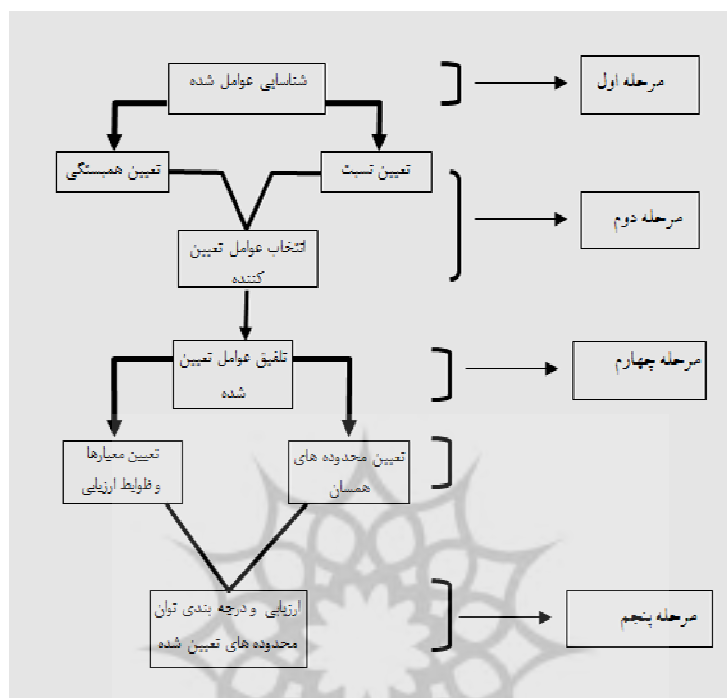 شناسایی عوامل شده
مرحله اول
تعیین نسبت
تعیین همبستگی
مرحله دوم
انتخاب عوامل تعیین
کننده
تلفیق عوامل تعیین
شده
مرحله چهارم
تعیین محدوده های
همسان
تعیین معیارها
و ظوابط ارزیابی
ارزیابی و درجه بندی توان
محدوده های تعیین شده
مرحله پنجم